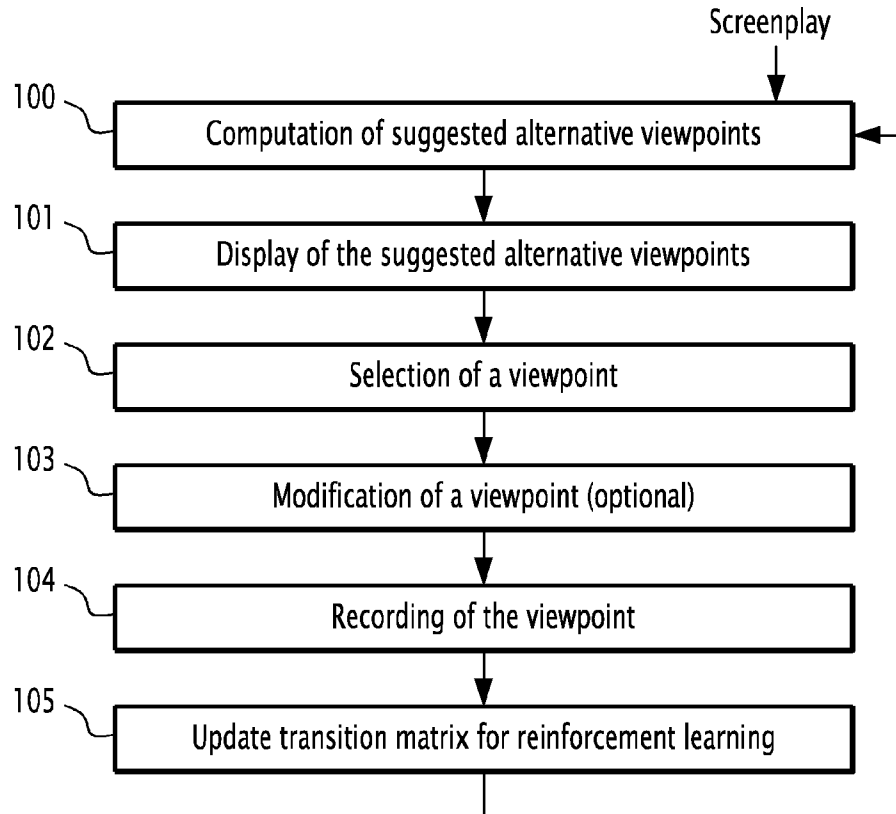 Screenplay
100
Computation of suggested alternative viewpoints
101
Display of the suggested alternative viewpoints
102
Selection of a viewpoint
103
Modification of a viewpoint (optional)
104
Recording of the viewpoint
105
Update transition matrix for reinforcement learning